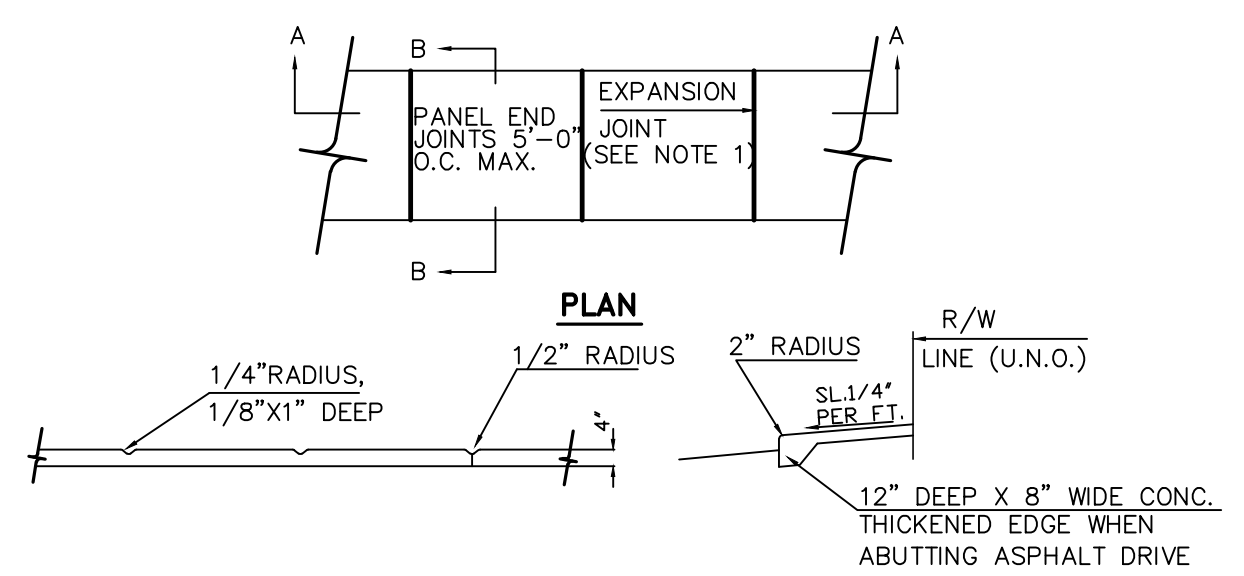 A
B
A
EXPANSION
JOINT
(SEE NOTE 1)
PANEL END
JOINTS 5'-0"
O.C. MAX.
B
PLAN
1/4"RADIUS,
1/8"X1" DEEP
1/2" RADIUS
4"
2" RADIUS
R/W
LINE (U.N.O.)
SL.1/4"
PER FT.
12" DEEP X 8" WIDE CONC.
THICKENED EDGE WHEN
ABUTTING ASPHALT DRIVE